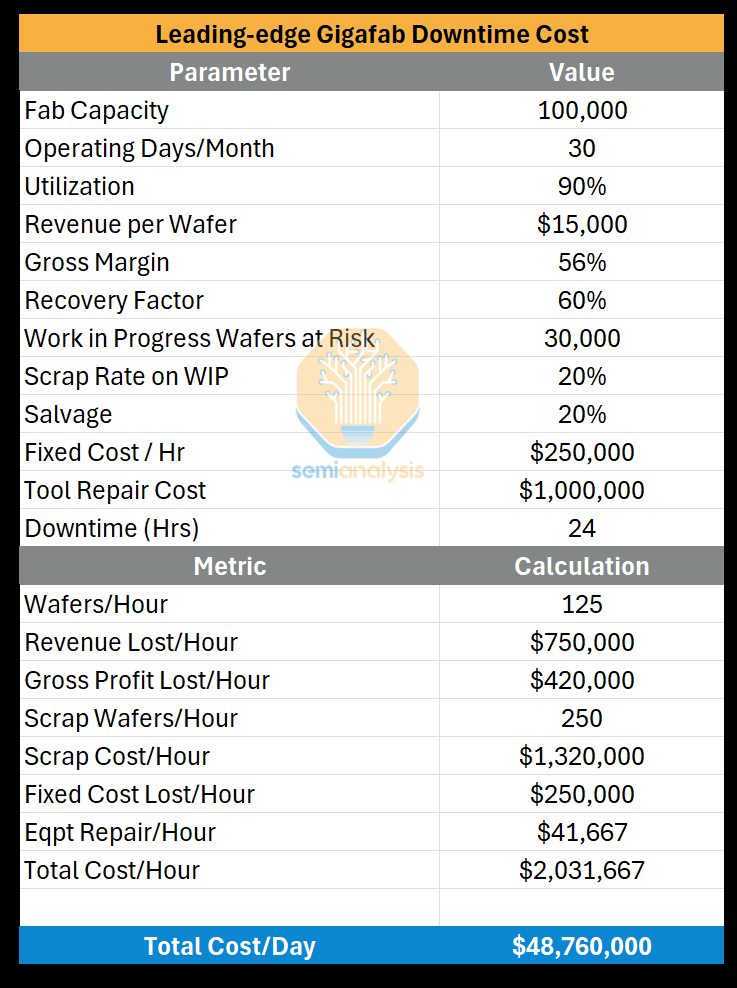 Leading-edge Gigafab Downtime Cost
Parameter Value
Fab Capacity 100,000
Operating Days/Month 30
Utilization 90%
Revenue per Wafer $15,000
Gross Margin 56%
Recovery Factor 60%
Work in Progress Wafers at Risk 30,000
Scrap Rate on WIP 20%
Salvage 20%
Fixed Cost / Hr $250,000
semianalysis
Tool Repair Cost $1,000,000
Downtime (Hrs) 24
Metric Calculation
Wafers/Hour 125
Revenue Lost/Hour $750,000
Gross Profit Lost/Hour $420,000
Scrap Wafers/Hour 250
Scrap Cost/Hour $1,320,000
Fixed Cost Lost/Hour $250,000
Eqpt Repair/Hour $41,667
Total Cost/Hour $2,031,667
Total Cost/Day $48,760,000